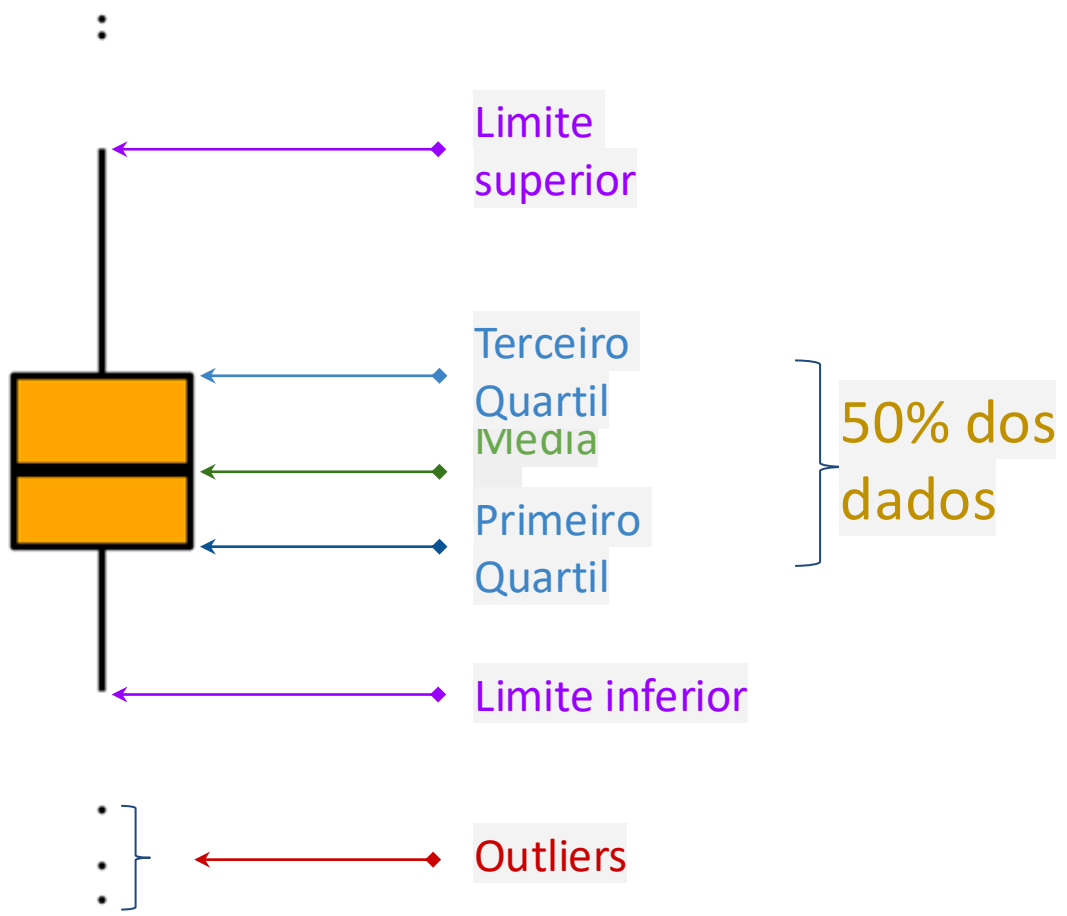 Limite
superior
Terceiro
Quartil
Media
Primeiro
Quartil
50% dos
dados
Limite inferior
Outliers